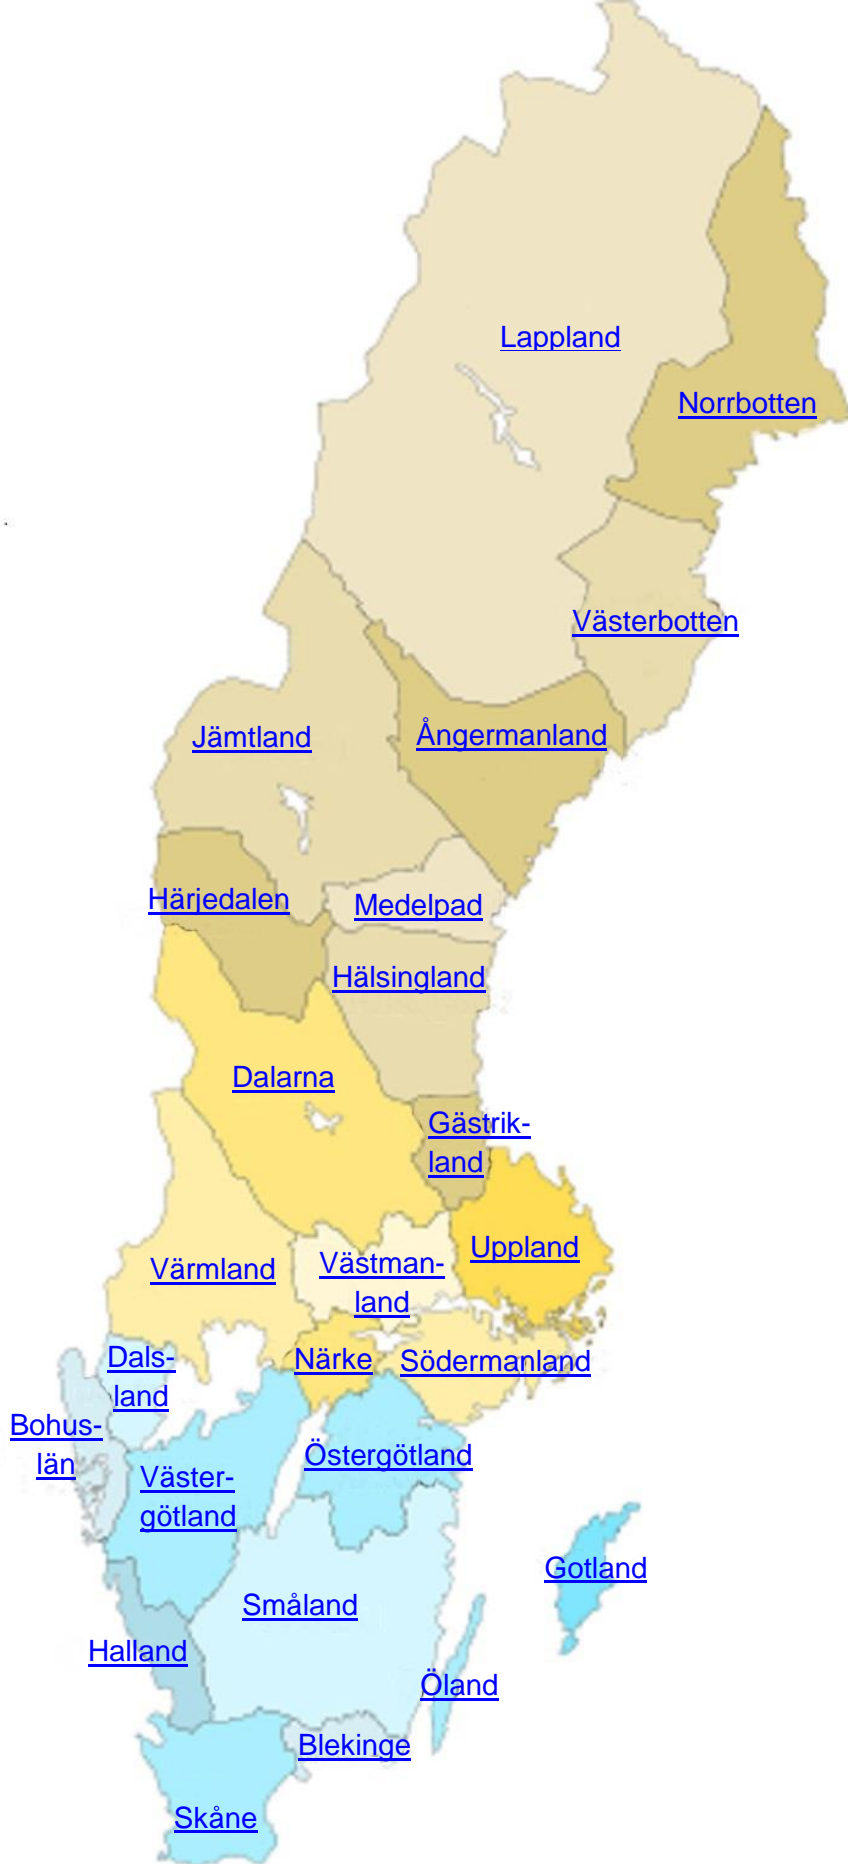 Lappland
Norrbotten
Västerbotten
Jämtland
Ångermanland
Härjedalen
Medelpad
Hälsingland
Dalarna
Gästrik-
land
Uppland
Värmland
Västman-
land
Dals-
land
Närke
Södermanland
Bohus-
län
Östergötland
Väster-
götland
Gotland
Småland
Halland
Öland
Blekinge
Skåne